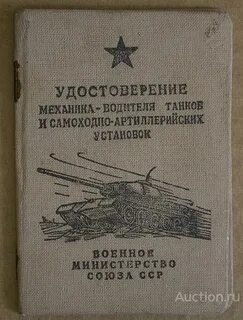 УДОСТОВЕРЕНИЕ
МЕХАНИКА-ВОДИТЕЛЯ ТАНКОВ
И САМОХОДНО-АРТИЛЛЕРИЙСКИХ
УСТАНОВОК
ВОЕННОЕ
МИНИСТЕРСТВО
СОЮЗА ССР
Auction.ru